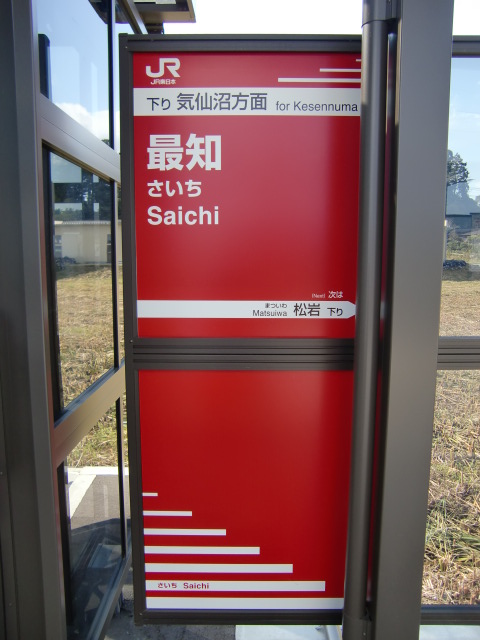 JR
JR東日本
下り 気仙沼方面 for Kesennuma
最知
さいち
Saichi
(Next) 次は
まついわ
Matsuiwa 松岩 下り
さいち Saichi